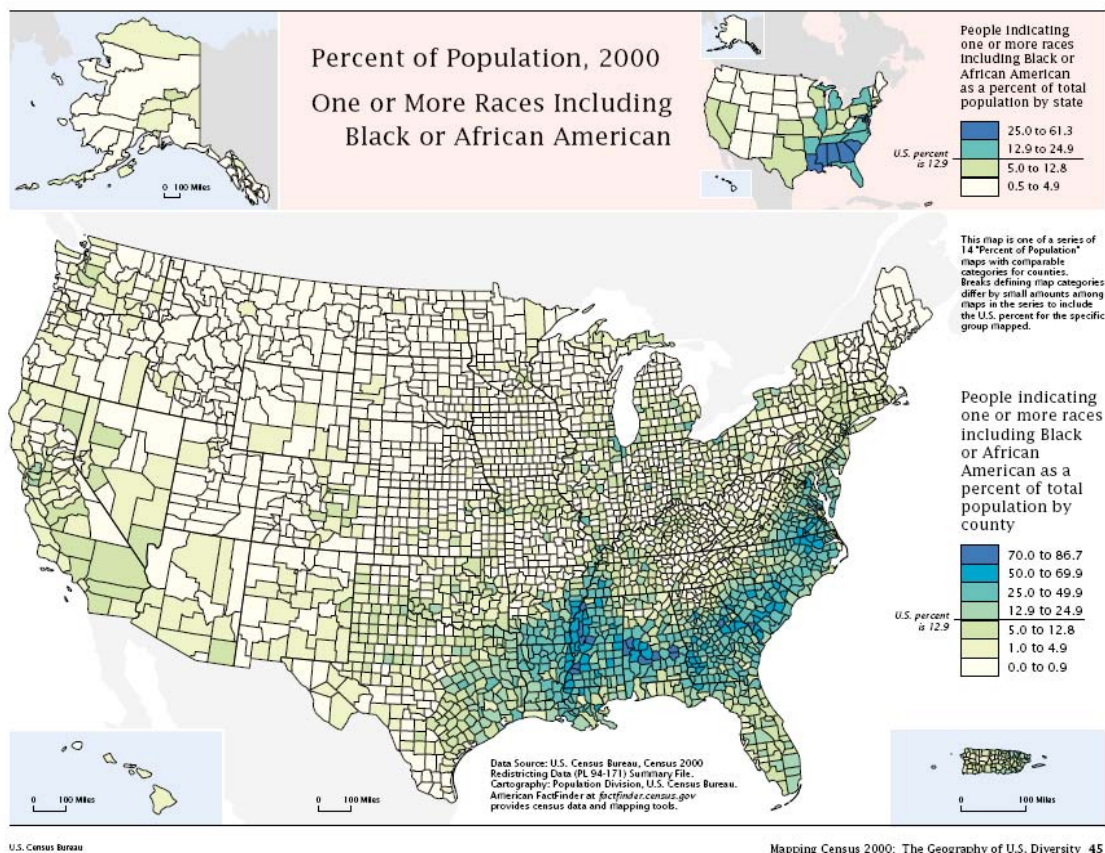 Percent of Population, 2000
One or More Races Including
Black or African American
0 100 Miles
People indicating
one or more races
including Black or
African American
as a percent of total
population by state
U.S. percent
is 12.9
25.0 to 61.3
12.9 to 24.9
5.0 to 12.8
0.5 to 4.9
This map is one of a series of
14 "Percent of Population"
maps with comparable
categories for counties.
Breaks defining map categories
differ by small amounts among
maps in the series to include
the U.S. percent for the specific
group mapped.
People indicating
one or more races
including Black
or African
American as a
percent of total
population by
county
U.S. percent
is 12.9
70.0 to 86.7
50.0 to 69.9
25.0 to 49.9
12.9 to 24.9
5.0 to 12.8
1.0 to 4.9
0.0 to 0.9
0 100 Miles
0 100 Miles
Data Source: U.S. Census Bureau, Census 2000
Redistricting Data (PL 94-171) Summary File.
Cartography: Population Division, U.S. Census Bureau.
American FactFinder at factfinder.census.gov
provides census data and mapping tools.
0 100 Miles
U.S. Census Bureau
Mapping Census 2000: The Geography of U.S. Diversity 45